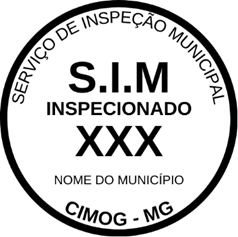 SERVIÇO DE INSPEÇÃO MUNICIPAL
S.I.M
INSPECIONADO
XXX
NOME DO MUNICÍPIO
CIMOG - MG